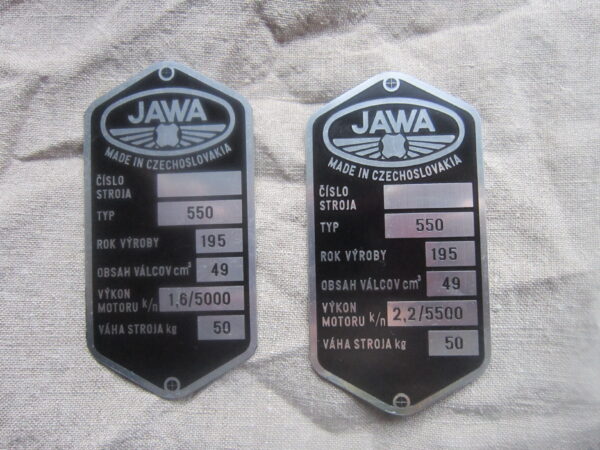 JAWA
MADE IN CZECHOSLOVAKIA
ČÍSLO
STROJA
TYP 550
ROK VÝROBY 195
OBSAH VÁLCOV cm³ 49
VÝKON
MOTORU k/n 1,6/5000
VÁHA STROJA kg 50
JAWA
MADE IN CZECHOSLOVAKIA
ČÍSLO
STROJA
TYP 550
ROK VÝROBY 195
OBSAH VÁLCOV cm³ 49
VÝKON
MOTORU k/n 2,2/5500
VÁHA STROJA kg 50